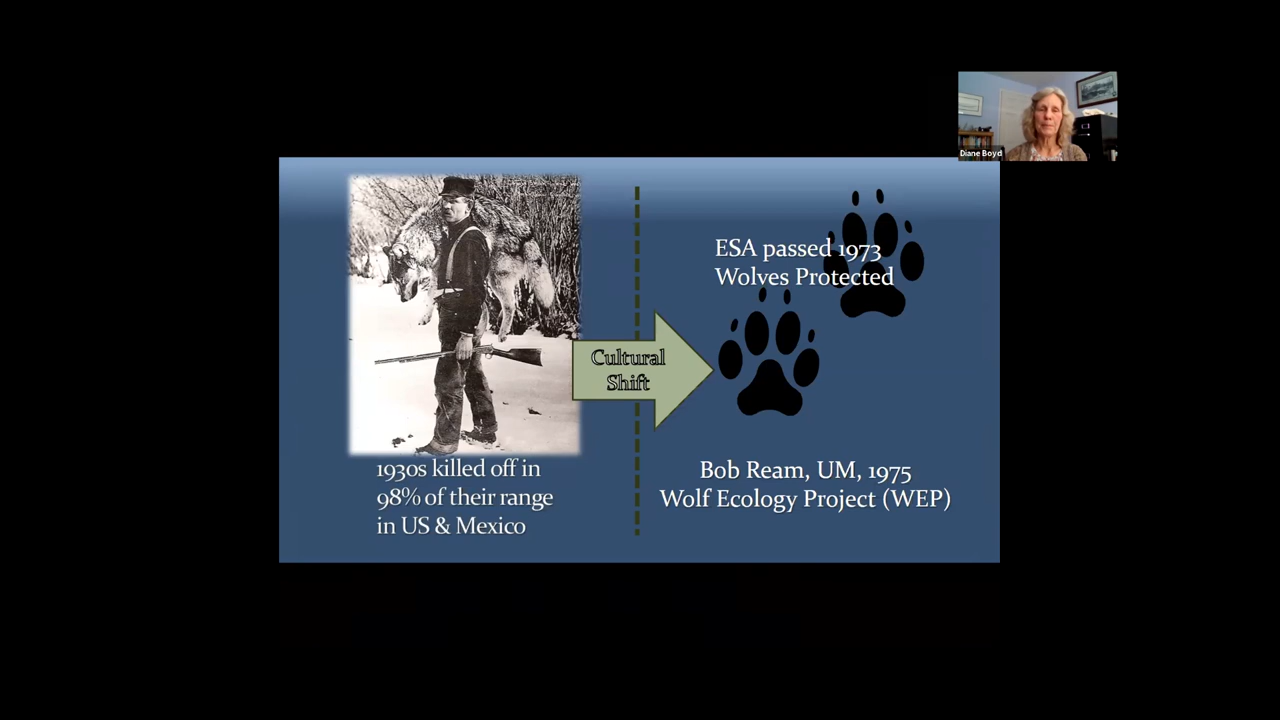 Diane Boyd
1930s killed off in
98% of their range
in US & Mexico
Cultural
Shift
ESA passed 1973
Wolves Protected
Bob Ream, UM, 1975
Wolf Ecology Project (WEP)